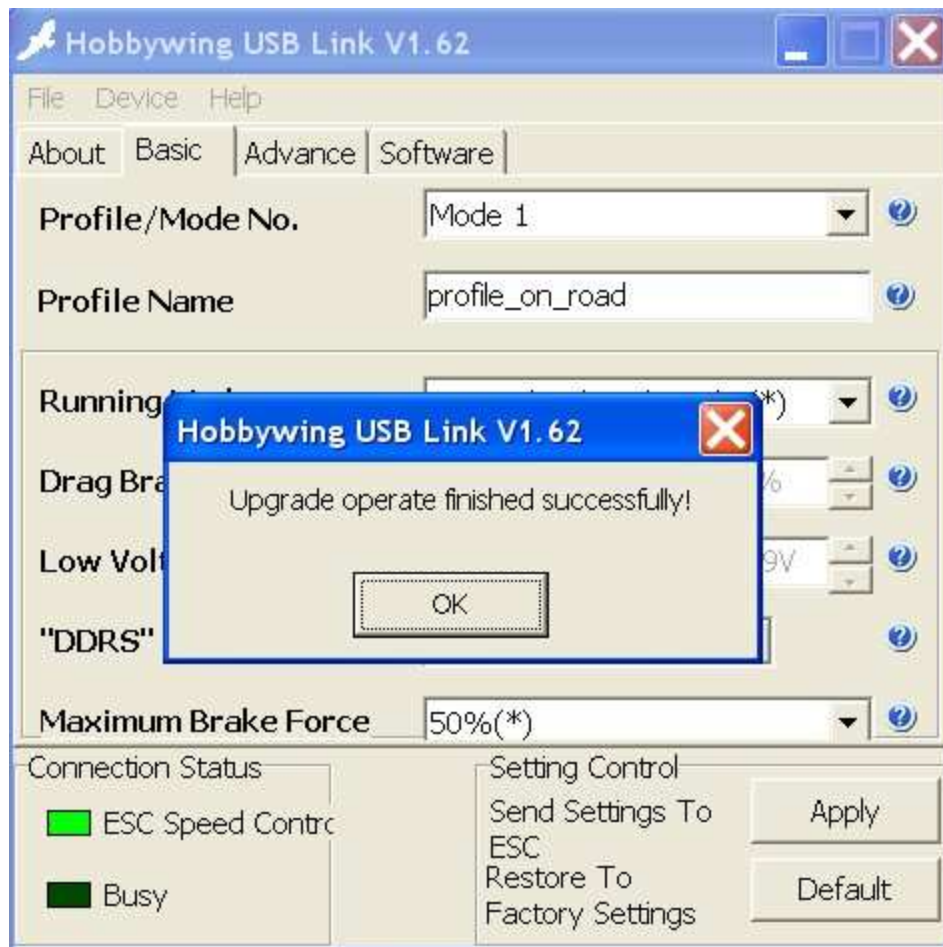 Hobbywing USB Link V1.62
File Device Help
About Basic Advance Software
Profile/Mode No. Mode 1
Profile Name profile_on_road
Running (*)
Hobbywing USB Link V1.62
Drag Bra %
Upgrade operate finished successfully!
Low Volt 9V
OK
"DDRS"
Maximum Brake Force 50%(*)
Connection Status
Setting Control
ESC Speed Contrc
Send Settings To
ESC
Apply
Busy
Restore To
Factory Settings
Default